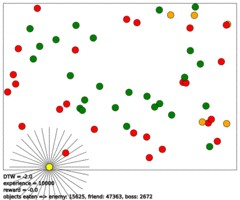 DTW = -2.0
experience = 10000
reward = -0.0
objects eaten => enemy: 15625, friend: 47363, boss: 2672